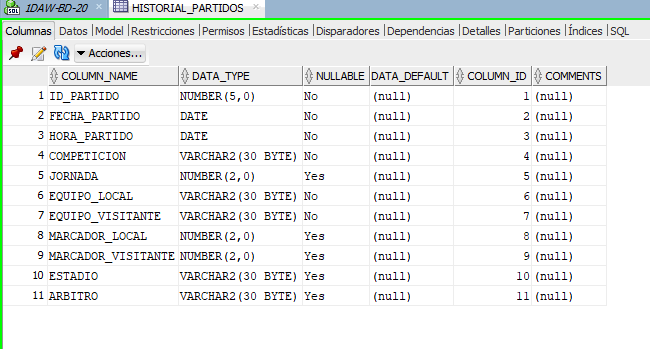 SQL 1DAW-BD-20 × HISTORIAL_PARTIDOS ×
Columnas Datos Model Restricciones Permisos Estadísticas Disparadores Dependencias Detalles Particiones Índices SQL
Acciones...
COLUMN_NAME DATA_TYPE NULLABLE DATA_DEFAULT COLUMN_ID COMMENTS
1 ID_PARTIDO NUMBER(5,0) No (null) 1 (null)
2 FECHA_PARTIDO DATE No (null) 2 (null)
3 HORA_PARTIDO DATE No (null) 3 (null)
4 COMPETICION VARCHAR2(30 BYTE) No (null) 4 (null)
5 JORNADA NUMBER(2,0) Yes (null) 5 (null)
6 EQUIPO_LOCAL VARCHAR2(30 BYTE) No (null) 6 (null)
7 EQUIPO_VISITANTE VARCHAR2(30 BYTE) No (null) 7 (null)
8 MARCADOR_LOCAL NUMBER(2,0) Yes (null) 8 (null)
9 MARCADOR_VISITANTE NUMBER(2,0) Yes (null) 9 (null)
10 ESTADIO VARCHAR2(30 BYTE) Yes (null) 10 (null)
11 ARBITRO VARCHAR2(30 BYTE) Yes (null) 11 (null)